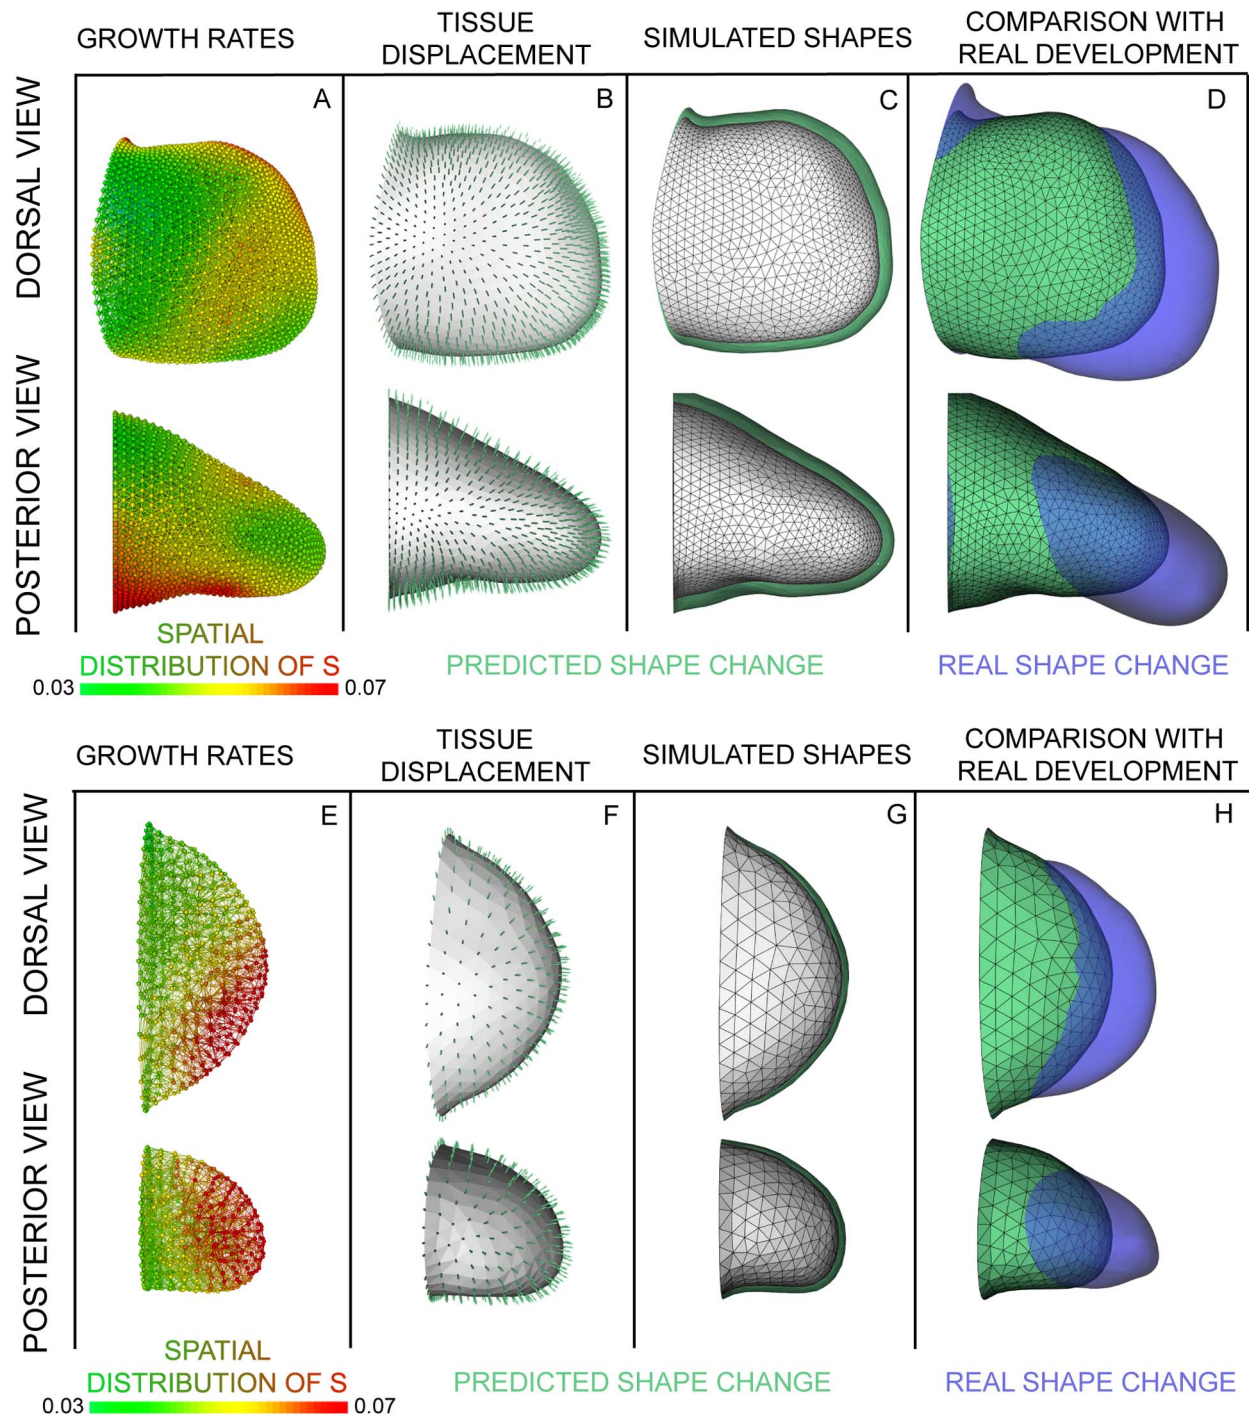 GROWTH RATES
TISSUE
DISPLACEMENT
SIMULATED SHAPES
COMPARISON WITH
REAL DEVELOPMENT
DORSAL VIEW
A
B
C
D
POSTERIOR VIEW
SPATIAL
DISTRIBUTION OF S
0.03
0.07
PREDICTED SHAPE CHANGE
REAL SHAPE CHANGE
GROWTH RATES
TISSUE
DISPLACEMENT
SIMULATED SHAPES
COMPARISON WITH
REAL DEVELOPMENT
DORSAL VIEW
E
F
G
H
POSTERIOR VIEW
SPATIAL
DISTRIBUTION OF S
0.03
0.07
PREDICTED SHAPE CHANGE
REAL SHAPE CHANGE